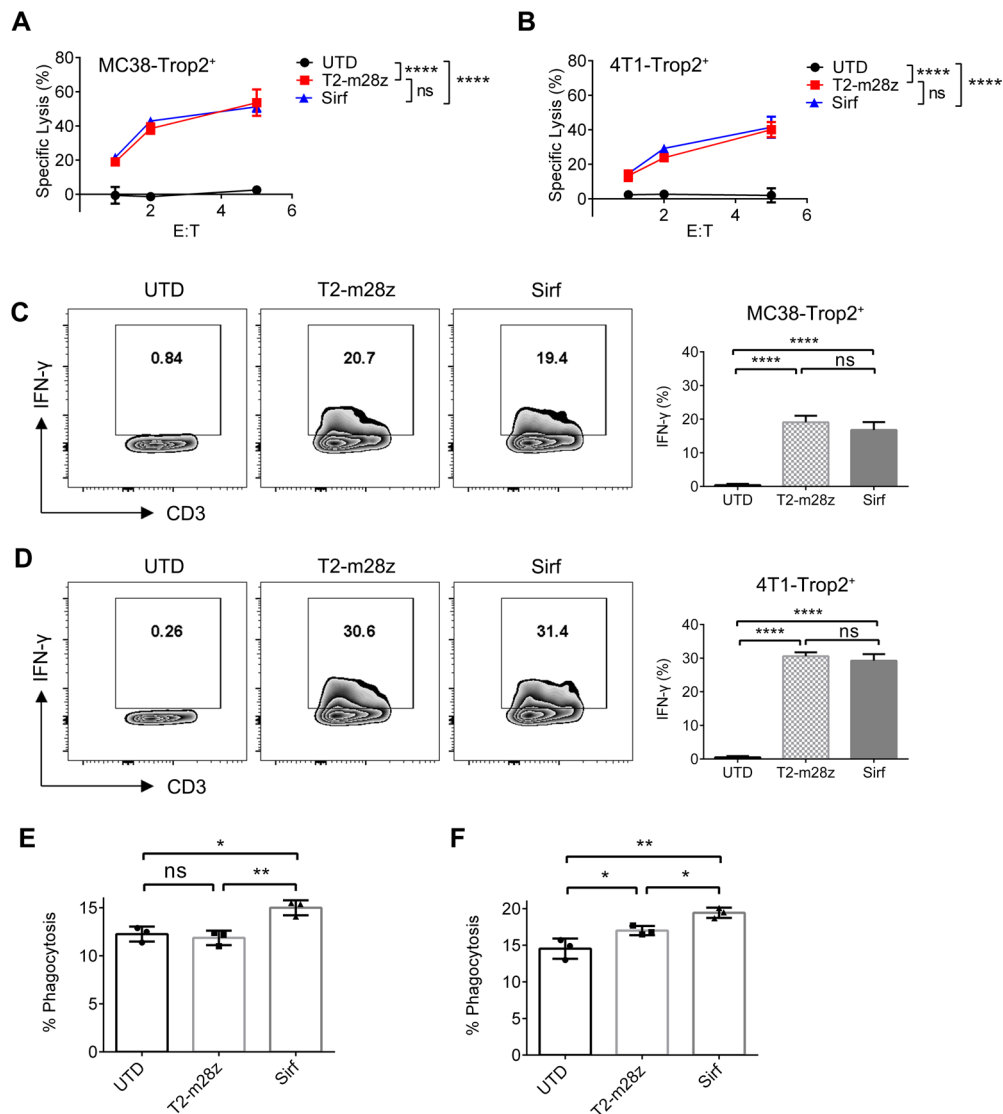 A
MC38-Trop2⁺
UTD
T2-m28z
Sirf
****
ns
****
Specific Lysis (%)
80
60
40
20
0
2
4
6
E:T
B
4T1-Trop2⁺
UTD
T2-m28z
Sirf
****
ns
****
Specific Lysis (%)
80
60
40
20
0
2
4
6
E:T
C
UTD
T2-m28z
Sirf
0.84
20.7
19.4
IFN-γ
CD3
MC38-Trop2⁺
****
****
ns
IFN-γ (%)
40
30
20
10
0
UTD
T2-m28z
Sirf
D
UTD
T2-m28z
Sirf
0.26
30.6
31.4
IFN-γ
CD3
4T1-Trop2⁺
****
****
ns
IFN-γ (%)
40
30
20
10
0
UTD
T2-m28z
Sirf
E
*
ns
**
% Phagocytosis
15
10
5
0
UTD
T2-m28z
Sirf
F
**
*
*
% Phagocytosis
20
15
10
5
0
UTD
T2-m28z
Sirf